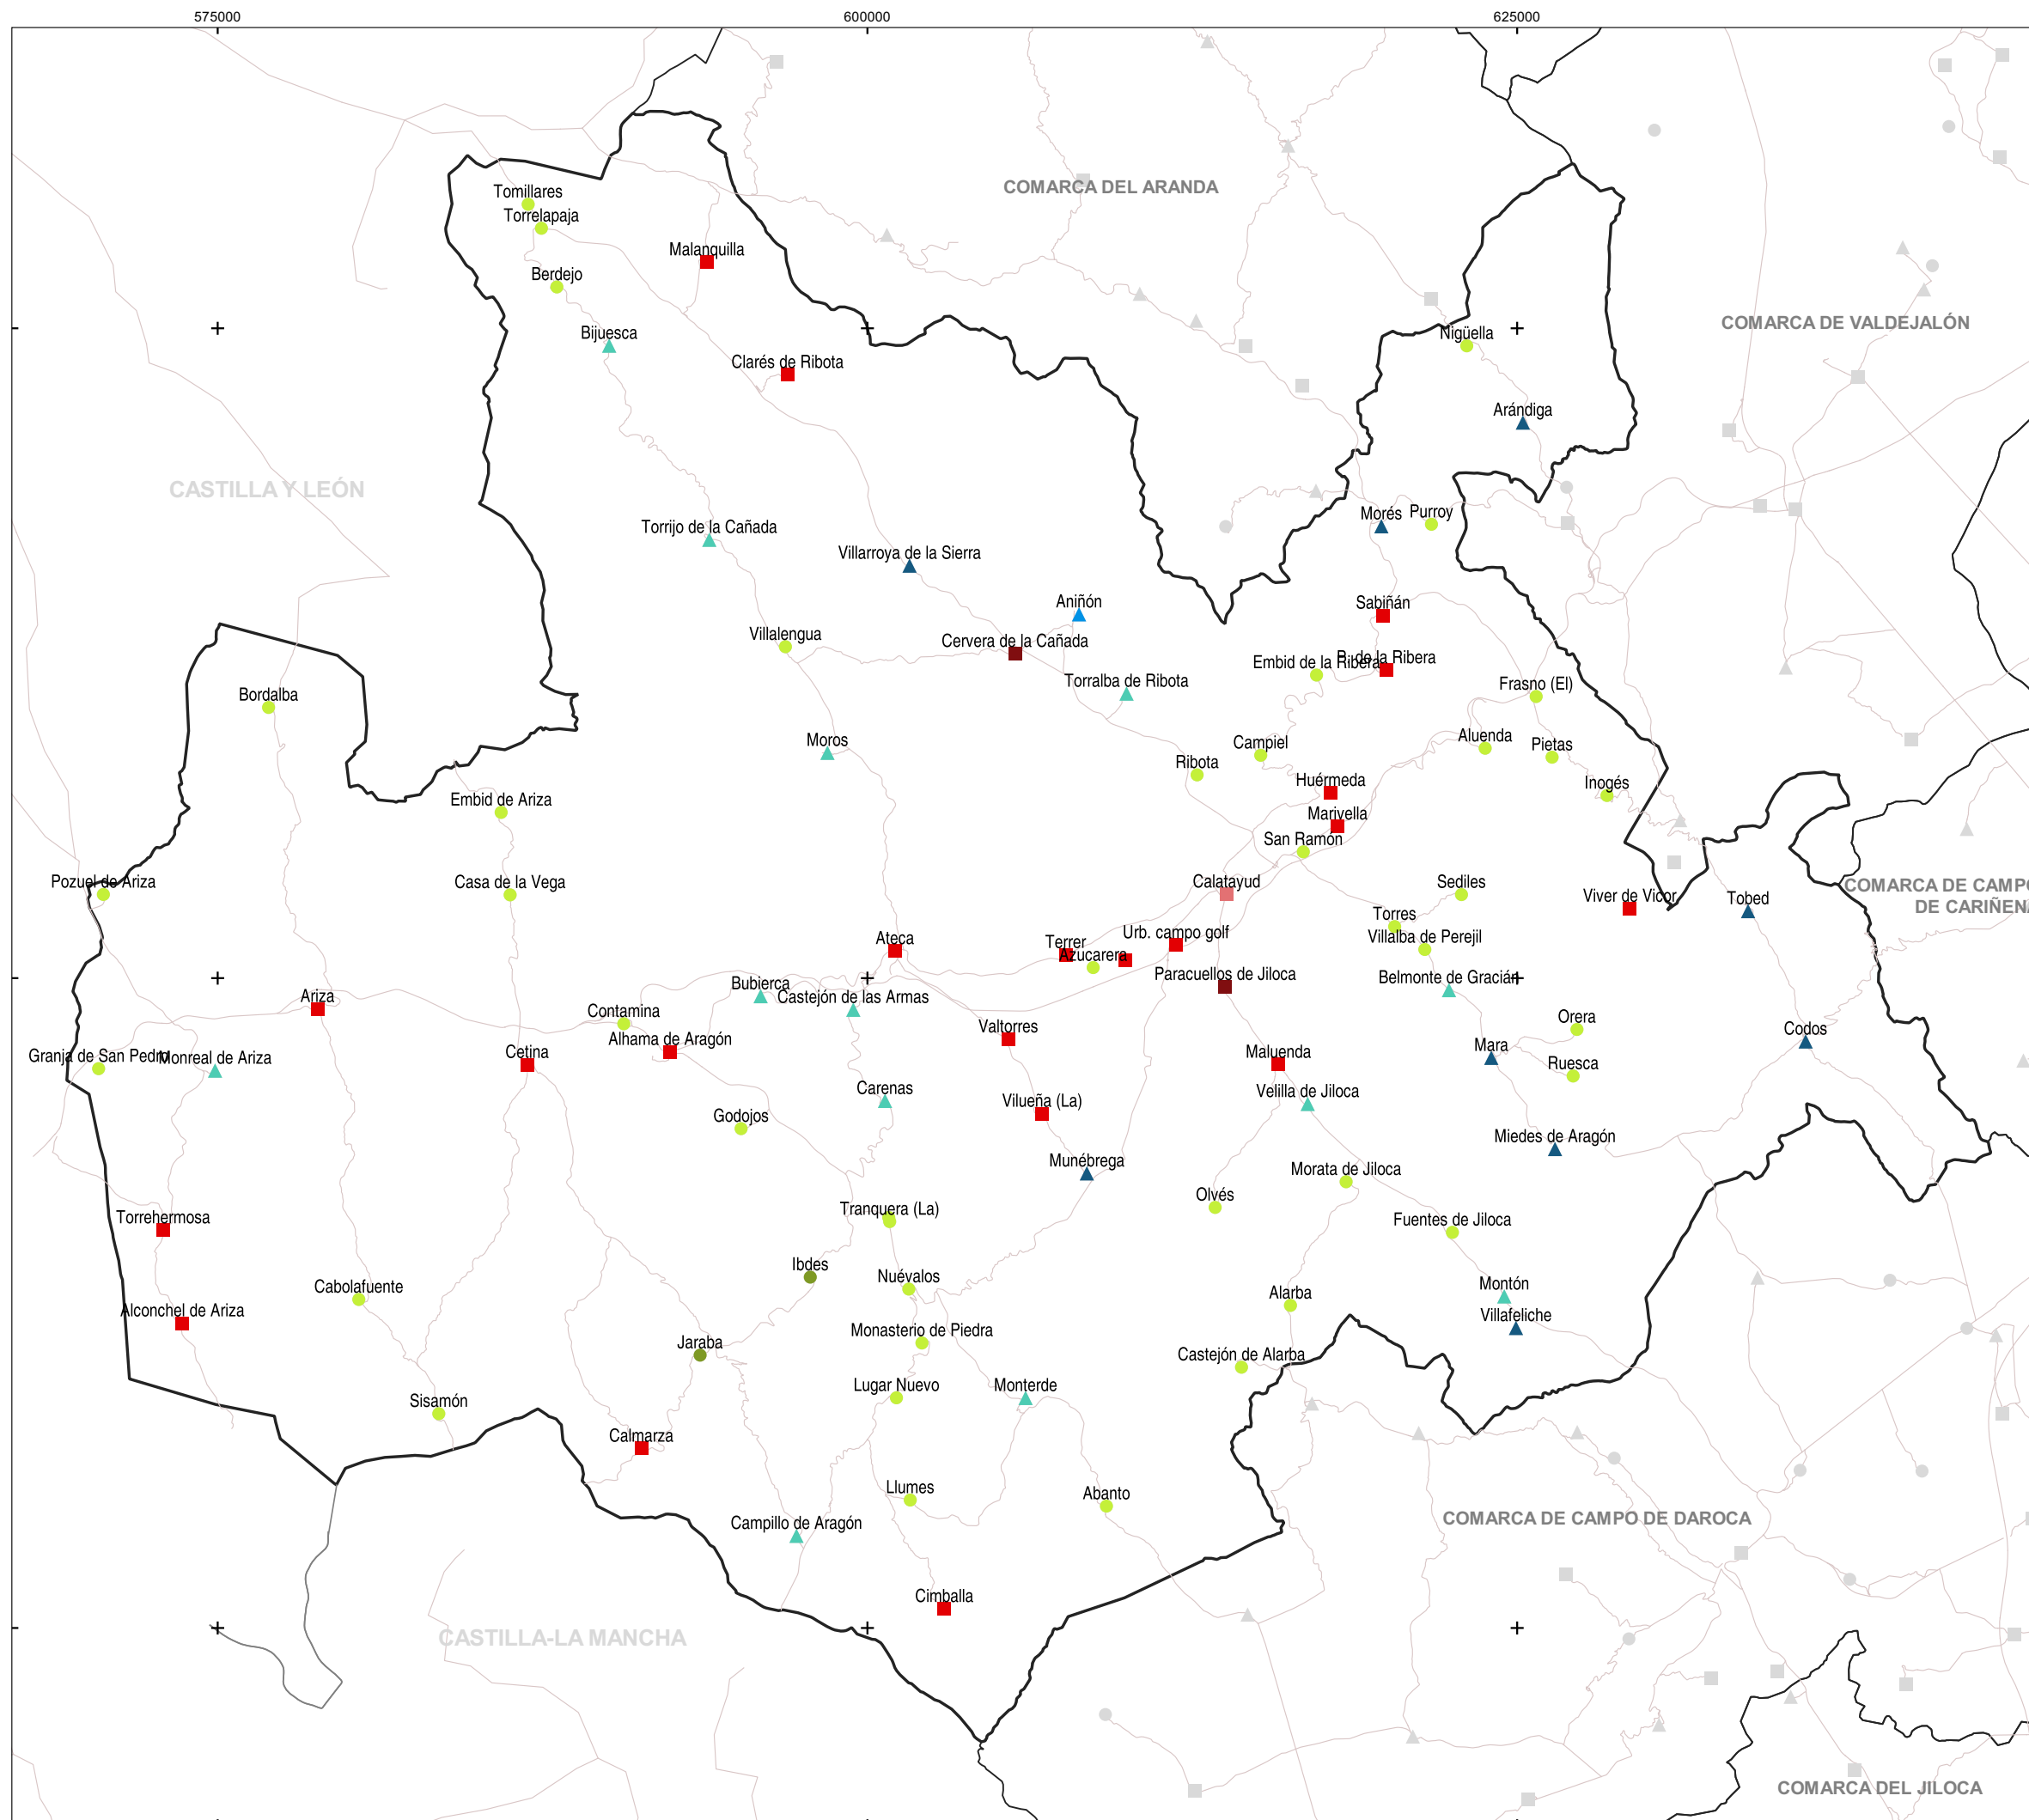 575000
600000
625000
COMARCA DEL ARANDA
Tomillares
Torrelapaja
Malanquilla
Berdejo
COMARCA DE VALDEJALÓN
Bijuesca
Nigüella
Clarés de Ribota
Arándiga
CASTILLA Y LEÓN
Morés
Purroy
Torrijo de la Cañada
Villarroya de la Sierra
Aniñón
Sabiñán
Villalengua
Cervera de la Cañada
Embid de la Ribera
P. de la Ribera
Torralba de Ribota
Frasno (El)
Bordalba
Moros
Campiel
Aluenda
Pietas
Ribota
Huérmeda
Inogés
Embid de Ariza
Marivella
San Ramón
Pozuel de Ariza
Casa de la Vega
Calatayud
Sediles
COMARCA DE CAMPO
DE CARIÑENA
Viver de Vicor
Tobed
Torres
Ateca
Terrer
Urb. campo golf
Villalba de Perejil
Azucarera
Paracuellos de Jiloca
Belmonte de Gracián
Bubierca
Castejón de las Armas
Ariza
Contamina
Orera
Alhama de Aragón
Valtorres
Codos
Granja de San Pedro
Monreal de Ariza
Cetina
Maluenda
Mara
Ruesca
Carenas
Velilla de Jiloca
Vilueña (La)
Godojos
Miedes de Aragón
Munébrega
Morata de Jiloca
Olvés
Torrehermosa
Tranquera (La)
Fuentes de Jiloca
Ibdes
Nuévalos
Cabolafuente
Alarba
Montón
Alconchel de Ariza
Villafeliche
Monasterio de Piedra
Jaraba
Castejón de Alarba
Lugar Nuevo
Monterde
Sisamón
Calmarza
Llumes
Abanto
Campillo de Aragón
COMARCA DE CAMPO DE DAROCA
Cimballa
CASTILLA-LA MANCHA
COMARCA DEL JILOCA